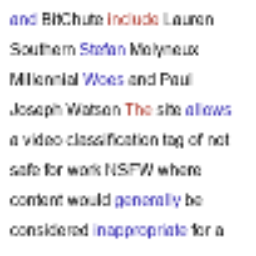 and BitChute include Lauren
Southern Stefan Molyneux
Millennial Woes and Paul
Joseph Watson The site allows
a video classification tag of not
safe for work NSFW where
content would generally be
considered inappropriate for a